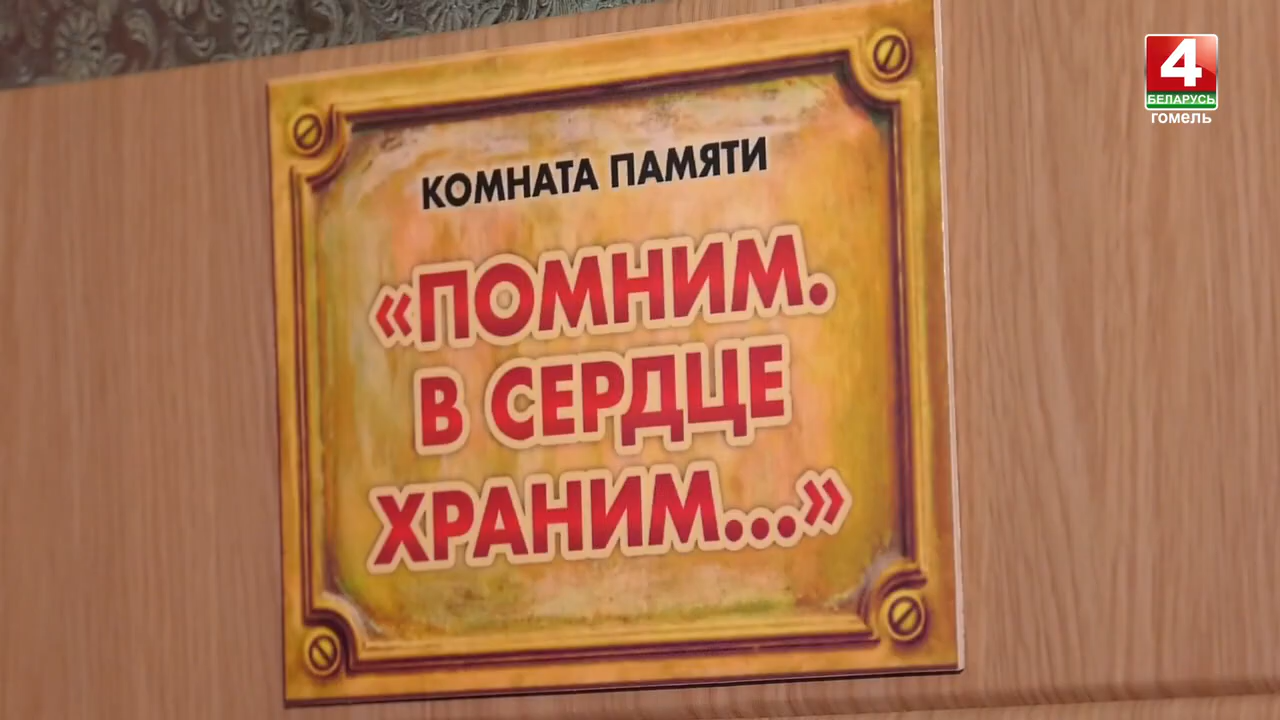 КОМНАТА ПАМЯТИ
«ПОМНИМ.
В СЕРДЦЕ
ХРАНИМ...»
4
БЕЛАРУСЬ
гомель